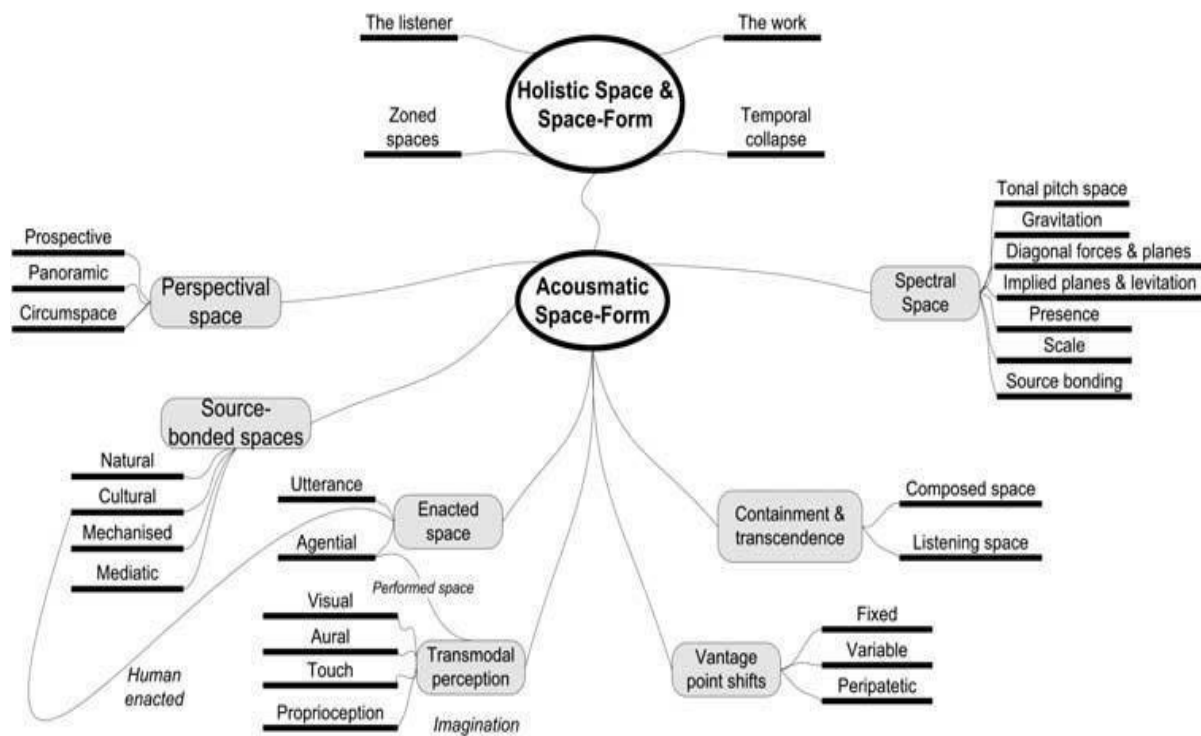 The listener
The work
Holistic Space &
Space-Form
Zoned
spaces
Temporal
collapse
Tonal pitch space
Gravitation
Diagonal forces & planes
Implied planes & levitation
Presence
Scale
Source bonding
Spectral
Space
Prospective
Panoramic
Circumspace
Perspectival
space
Acousmatic
Space-Form
Source-
bonded spaces
Natural
Cultural
Mechanised
Mediatic
Utterance
Agential
Enacted
space
Performed space
Human
enacted
Visual
Aural
Touch
Proprioception
Transmodal
perception
Imagination
Containment &
transcendence
Composed space
Listening space
Vantage
point shifts
Fixed
Variable
Peripatetic